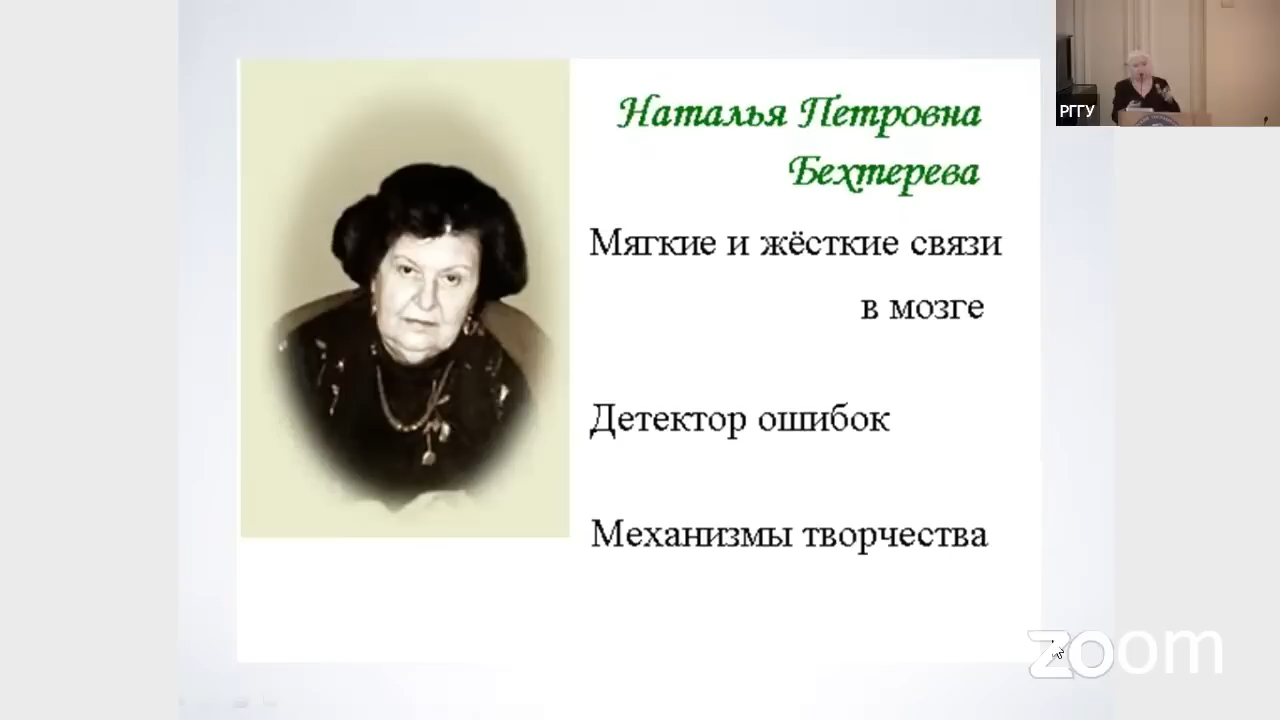 Наталья Петровна
Бехтерева
Мягкие и жёсткие связи
в мозге
Детектор ошибок
Механизмы творчества
РГГУ
zoom